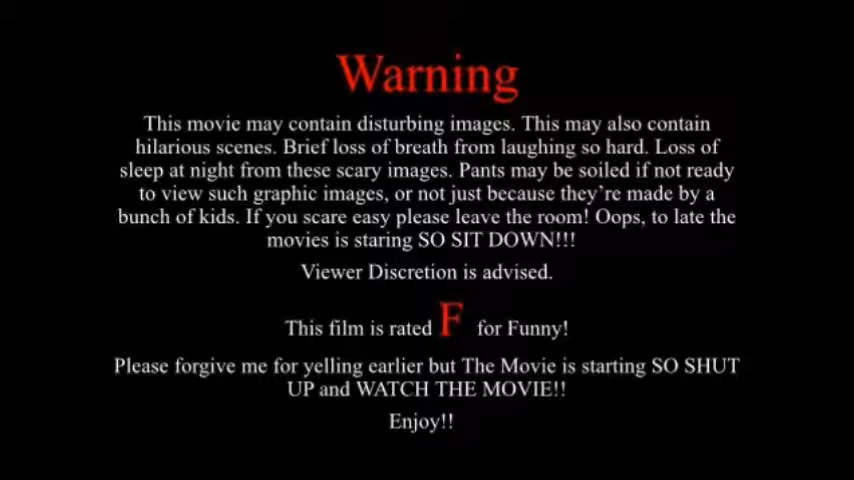 Warning
This movie may contain disturbing images. This may also contain
hilarious scenes. Brief loss of breath from laughing so hard. Loss of
sleep at night from these scary images. Pants may be soiled if not ready
to view such graphic images, or not just because they're made by a
bunch of kids. If you scare easy please leave the room! Oops, to late the
movies is staring SO SIT DOWN!!!
Viewer Discretion is advised.
This film is rated F for Funny!
Please forgive me for yelling earlier but The Movie is starting SO SHUT
UP and WATCH THE MOVIE!!
Enjoy!!